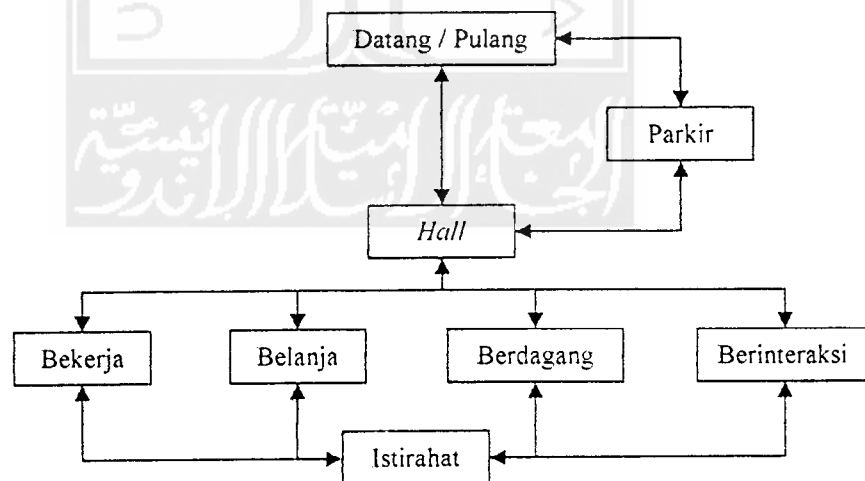 Datang / Pulang
Parkir
Hall
Bekerja
Belanja
Berdagang
Berinteraksi
Istirahat